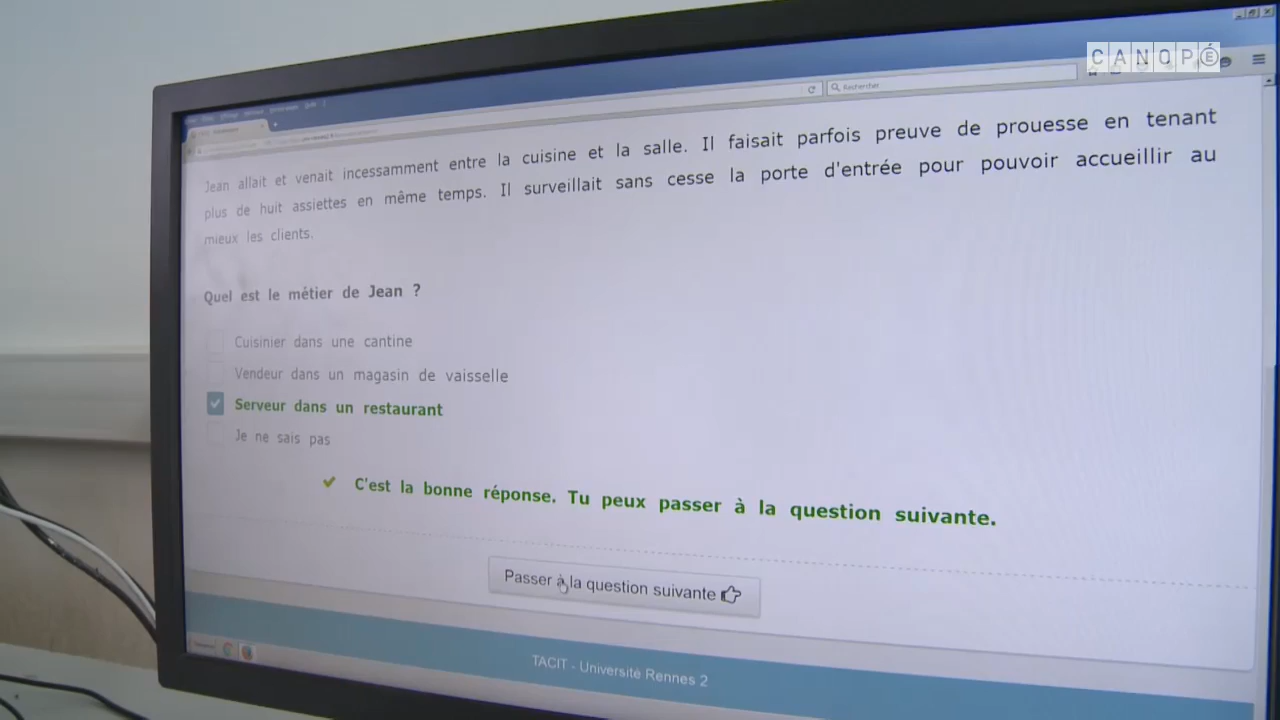 CANOPÉ
Rechercher
Jean allait et venait incessamment entre la cuisine et la salle. Il faisait parfois preuve de prouesse en tenant
plus de huit assiettes en même temps. Il surveillait sans cesse la porte d'entrée pour pouvoir accueillir au
mieux les clients.
Quel est le métier de Jean ?
Cuisinier dans une cantine
Vendeur dans un magasin de vaisselle
Serveur dans un restaurant
Je ne sais pas
C'est la bonne réponse. Tu peux passer à la question suivante.
Passer à la question suivante
TACIT - Université Rennes 2